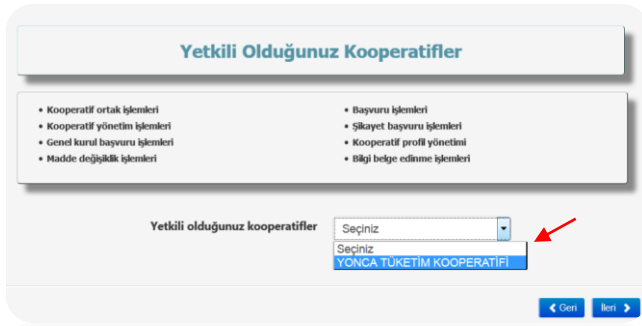 Yetkili Olduğunuz Kooperatifler
• Kooperatif ortak işlemleri
• Kooperatif yönetim işlemleri
• Genel kurul başvuru işlemleri
• Madde değişiklik işlemleri
• Başvuru işlemleri
• Şikayet başvuru işlemleri
• Kooperatif profil yönetimi
• Bilgi belge edinme işlemleri
Yetkili olduğunuz kooperatifler
Seçiniz
Seçiniz
YONCA TÜKETİM KOOPERATİFİ
Geri
İleri